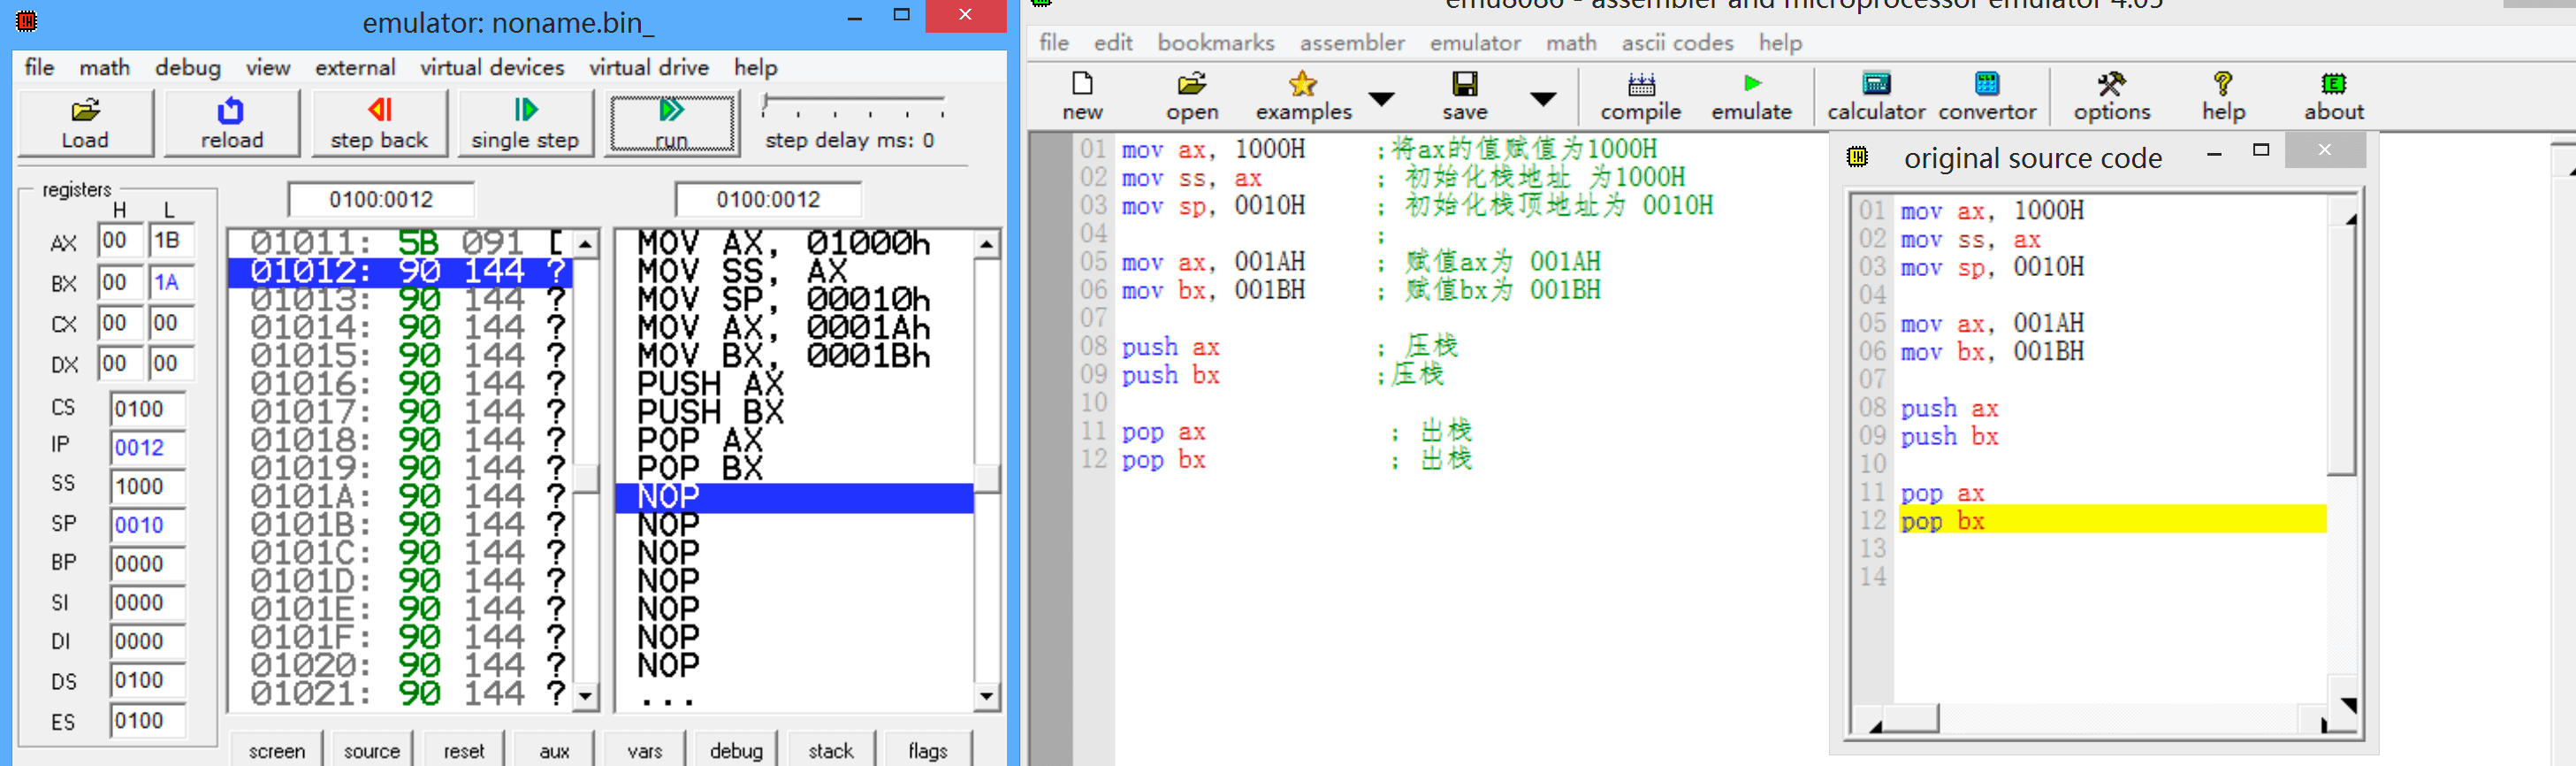 emulator: noname.bin_
file math debug view external virtual devices virtual drive help
Load reload step back single step run step delay ms: 0
registers
H L
0100:0012 0100:0012
AX 00 1B
BX 00 1A
CX 00 00
DX 00 00
CS 0100
IP 0012
SS 1000
SP 0010
BP 0000
SI 0000
DI 0000
DS 0100
ES 0100
01011: 5B 091 [
01012: 90 144 ?
01013: 90 144 ?
01014: 90 144 ?
01015: 90 144 ?
01016: 90 144 ?
01017: 90 144 ?
01018: 90 144 ?
01019: 90 144 ?
0101A: 90 144 ?
0101B: 90 144 ?
0101C: 90 144 ?
0101D: 90 144 ?
0101E: 90 144 ?
0101F: 90 144 ?
01020: 90 144 ?
01021: 90 144 ?
MOV AX, 01000h
MOV SS, AX
MOV SP, 00010h
MOV AX, 0001Ah
MOV BX, 0001Bh
PUSH AX
PUSH BX
POP AX
POP BX
NOP
NOP
NOP
NOP
NOP
NOP
NOP
...
screen source reset aux vars debug stack flags
emu8086 - assembler and microprocessor emulator 4.05
file edit bookmarks assembler emulator math ascii codes help
new open examples save compile emulate calculator convertor options help about
01 mov ax, 1000H ;将ax的值赋值为1000H
02 mov ss, ax ; 初始化栈地址 为1000H
03 mov sp, 0010H ; 初始化栈顶地址为 0010H
04 ;
05 mov ax, 001AH ; 赋值ax为 001AH
06 mov bx, 001BH ; 赋值bx为 001BH
07
08 push ax ; 压栈
09 push bx ;压栈
10
11 pop ax ; 出栈
12 pop bx ; 出栈
original source code
01 mov ax, 1000H
02 mov ss, ax
03 mov sp, 0010H
04
05 mov ax, 001AH
06 mov bx, 001BH
07
08 push ax
09 push bx
10
11 pop ax
12 pop bx
13
14